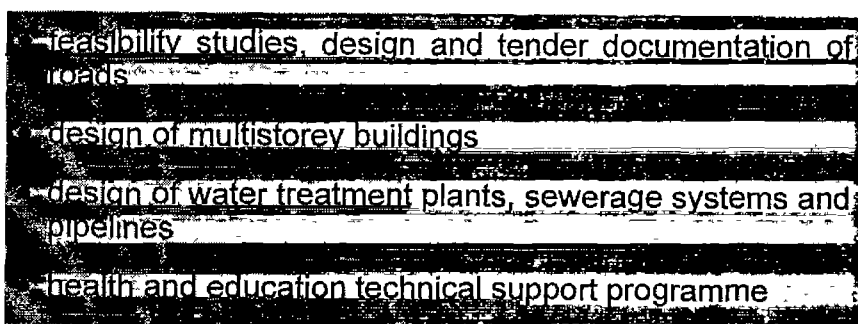 feasibility studies, design and tender documentation of
roads
design of multistorey buildings
design of water treatment plants, sewerage systems and
pipelines
health and education technical support programme